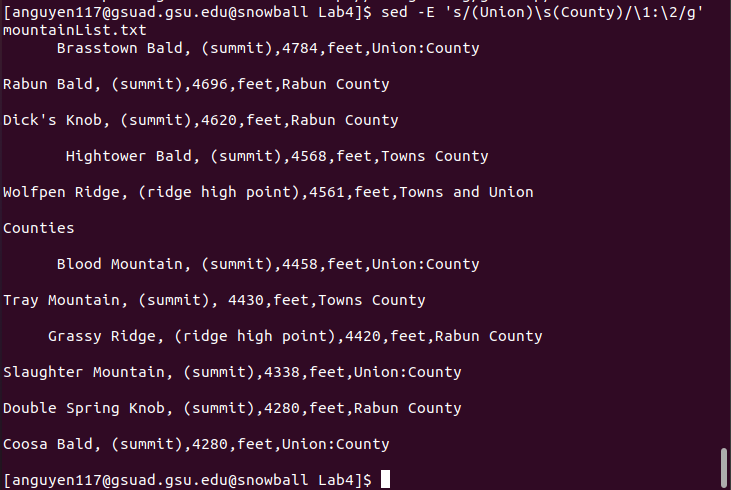 [anguyen117@gsuad.gsu.edu@snowball Lab4]$ sed -E 's/(Union)\s(County)/\1:\2/g'
mountainList.txt
Brasstown Bald, (summit),4784,feet,Union:County
Rabun Bald, (summit),4696,feet,Rabun County
Dick's Knob, (summit),4620,feet,Rabun County
Hightower Bald, (summit),4568,feet,Towns County
Wolfpen Ridge, (ridge high point),4561,feet,Towns and Union
Counties
Blood Mountain, (summit),4458,feet,Union:County
Tray Mountain, (summit), 4430,feet,Towns County
Grassy Ridge, (ridge high point),4420,feet,Rabun County
Slaughter Mountain, (summit),4338,feet,Union:County
Double Spring Knob, (summit),4280,feet,Rabun County
Coosa Bald, (summit),4280,feet,Union:County
[anguyen117@gsuad.gsu.edu@snowball Lab4]$